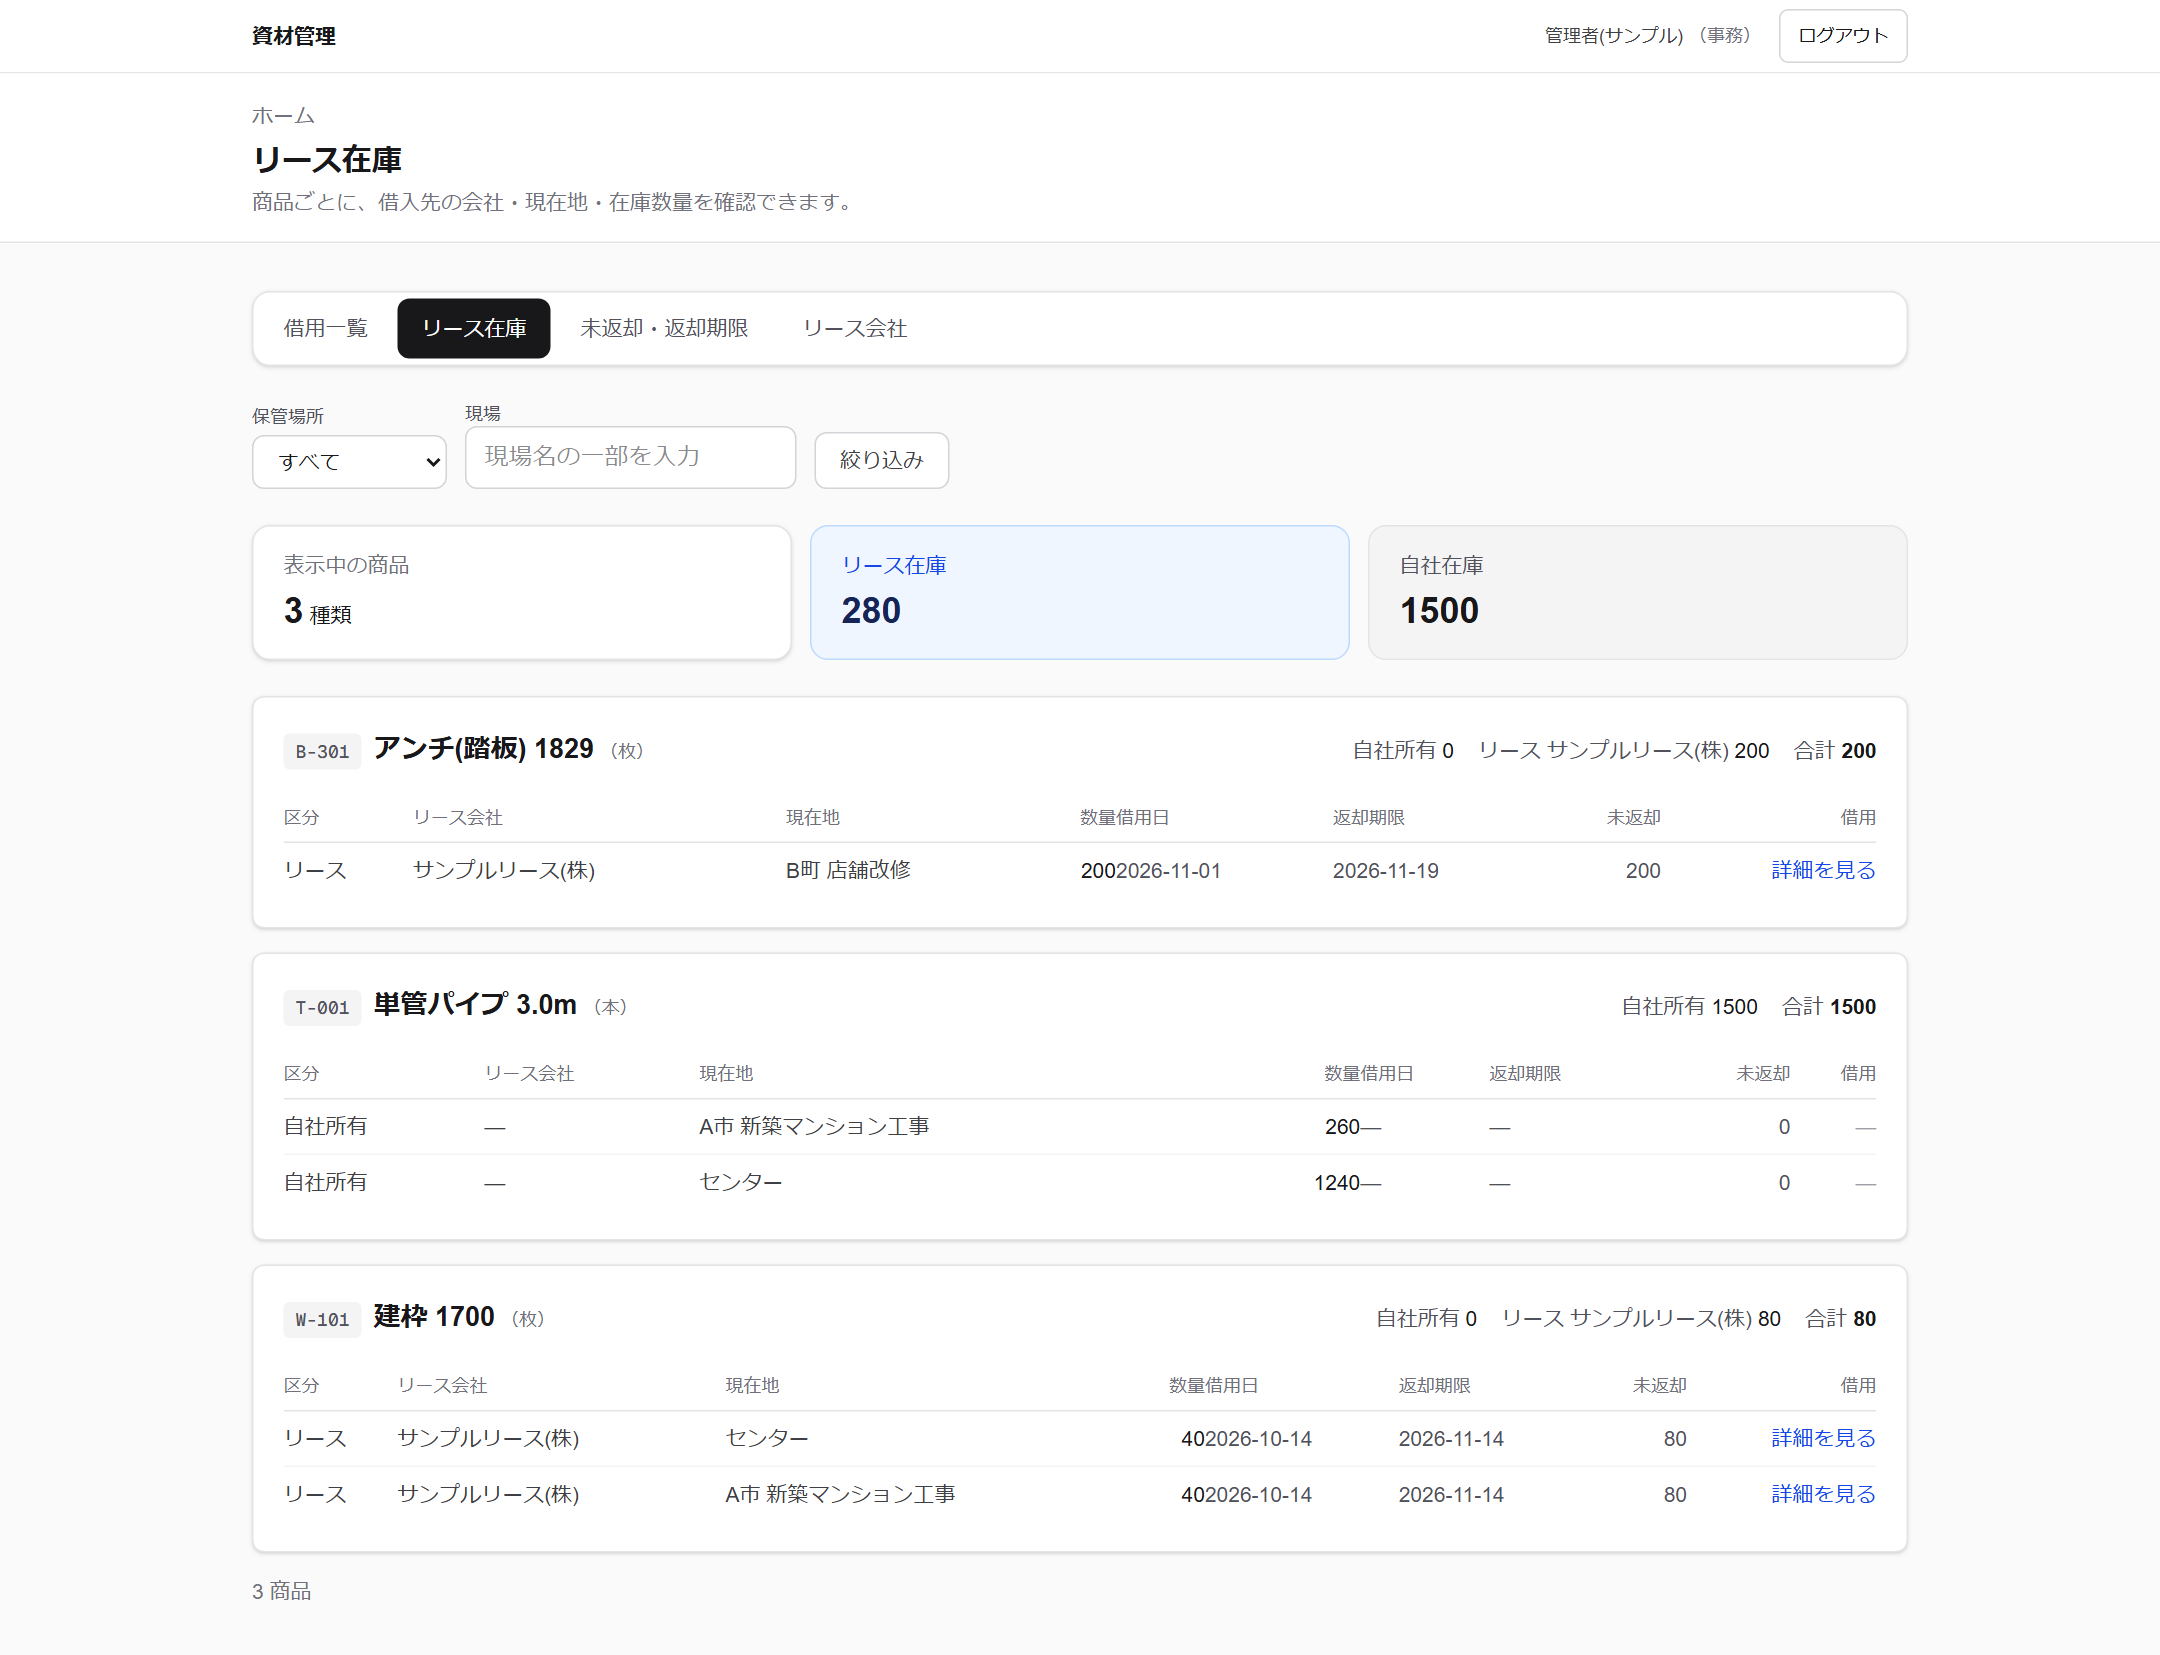 資材管理
管理者(サンプル) （事務） ログアウト
ホーム
リース在庫
商品ごとに、借入先の会社・現在地・在庫数量を確認できます。
借用一覧 リース在庫 未返却・返却期限 リース会社
保管場所 現場
すべて 現場名の一部を入力 絞り込み
表示中の商品 リース在庫 自社在庫
3 種類 280 1500
B-301 アンチ(踏板) 1829 （枚） 自社所有 0 リース サンプルリース(株) 200 合計 200
区分 リース会社 現在地 数量借用日 返却期限 未返却 借用
リース サンプルリース(株) B町 店舗改修 2002026-11-01 2026-11-19 200 詳細を見る
T-001 単管パイプ 3.0m （本） 自社所有 1500 合計 1500
区分 リース会社 現在地 数量借用日 返却期限 未返却 借用
自社所有 — A市 新築マンション工事 260— — 0 —
自社所有 — センター 1240— — 0 —
W-101 建枠 1700 （枚） 自社所有 0 リース サンプルリース(株) 80 合計 80
区分 リース会社 現在地 数量借用日 返却期限 未返却 借用
リース サンプルリース(株) センター 402026-10-14 2026-11-14 80 詳細を見る
リース サンプルリース(株) A市 新築マンション工事 402026-10-14 2026-11-14 80 詳細を見る
3 商品